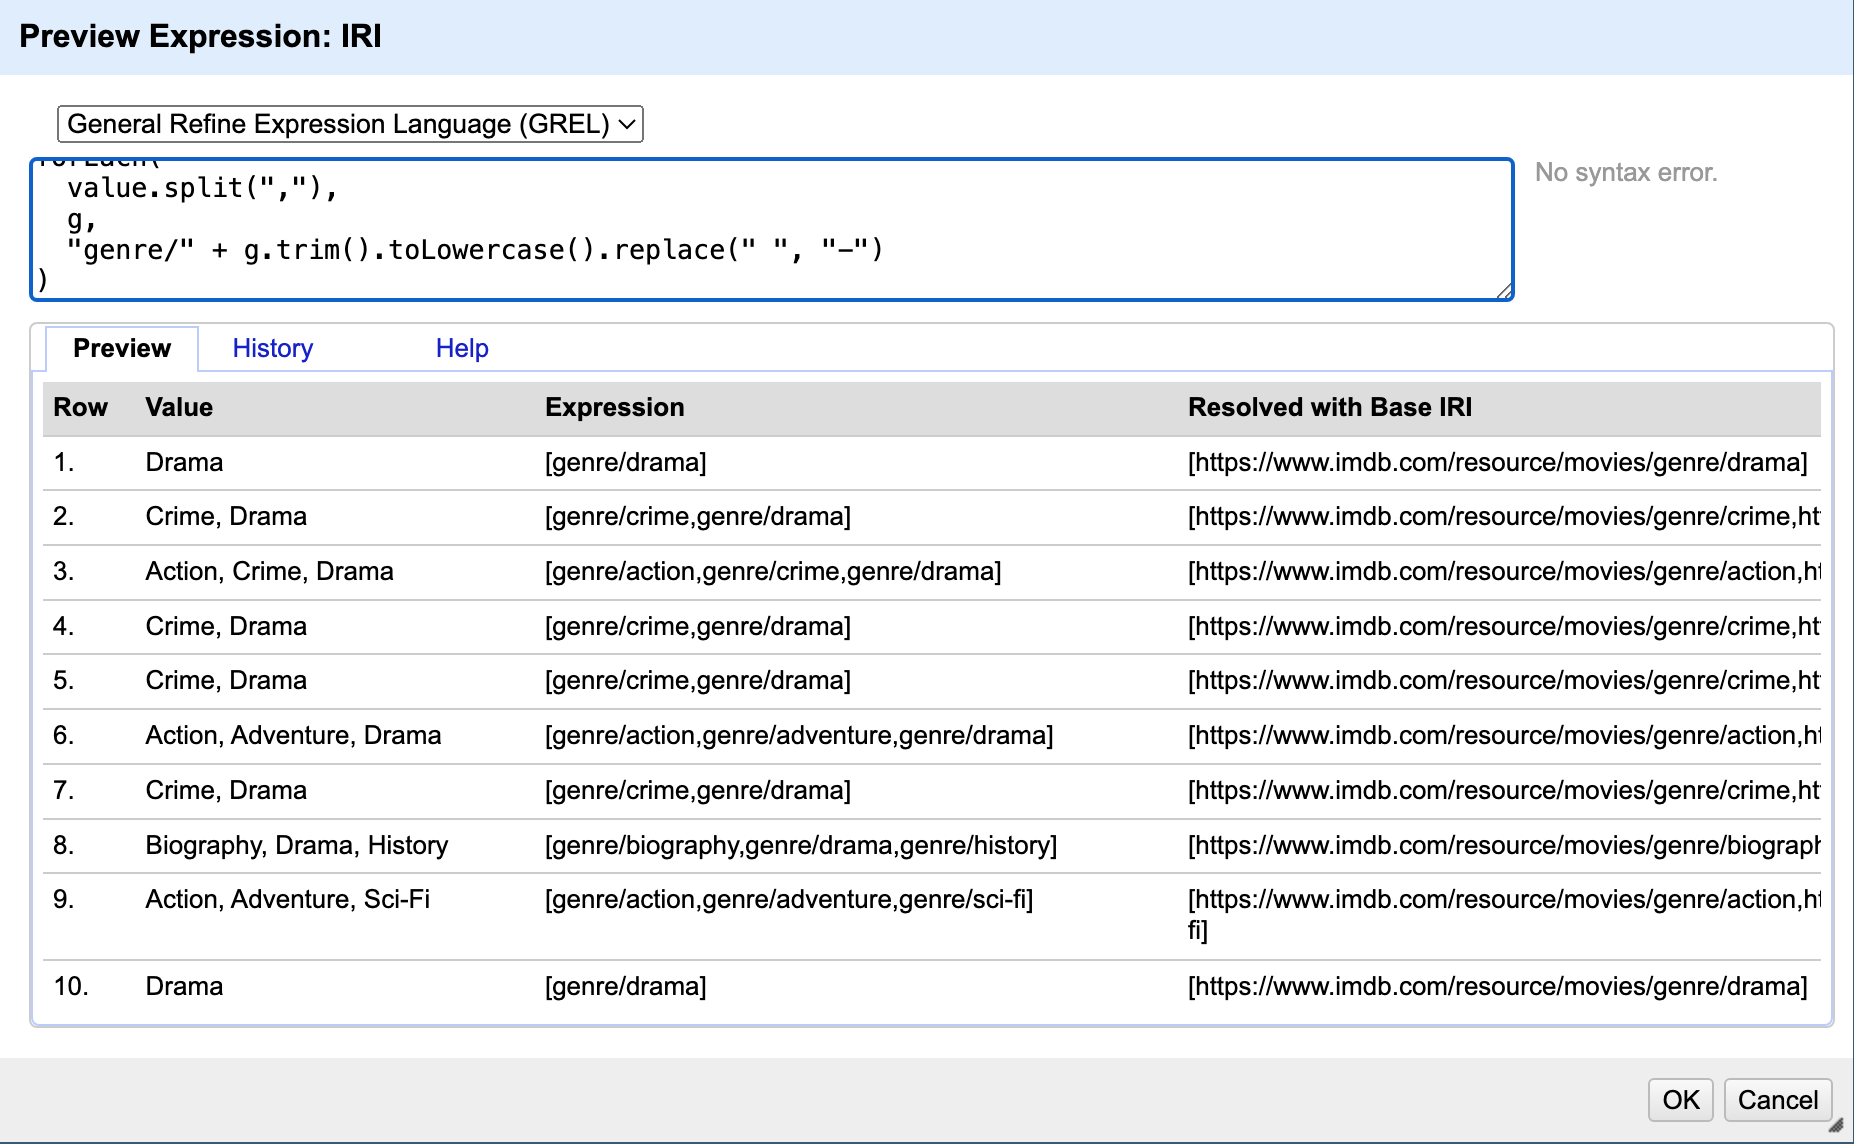 Preview Expression: IRI
General Refine Expression Language (GREL)
forEach(
value.split(","),
g,
"genre/" + g.trim().toLowercase().replace(" ", "-")
)
No syntax error.
Preview History Help
Row Value Expression Resolved with Base IRI
1. Drama [genre/drama] [https://www.imdb.com/resource/movies/genre/drama]
2. Crime, Drama [genre/crime,genre/drama] [https://www.imdb.com/resource/movies/genre/crime,ht
3. Action, Crime, Drama [genre/action,genre/crime,genre/drama] [https://www.imdb.com/resource/movies/genre/action,ht
4. Crime, Drama [genre/crime,genre/drama] [https://www.imdb.com/resource/movies/genre/crime,ht
5. Crime, Drama [genre/crime,genre/drama] [https://www.imdb.com/resource/movies/genre/crime,ht
6. Action, Adventure, Drama [genre/action,genre/adventure,genre/drama] [https://www.imdb.com/resource/movies/genre/action,ht
7. Crime, Drama [genre/crime,genre/drama] [https://www.imdb.com/resource/movies/genre/crime,ht
8. Biography, Drama, History [genre/biography,genre/drama,genre/history] [https://www.imdb.com/resource/movies/genre/biograph
9. Action, Adventure, Sci-Fi [genre/action,genre/adventure,genre/sci-fi] [https://www.imdb.com/resource/movies/genre/action,ht
fi]
10. Drama [genre/drama] [https://www.imdb.com/resource/movies/genre/drama]
OK Cancel